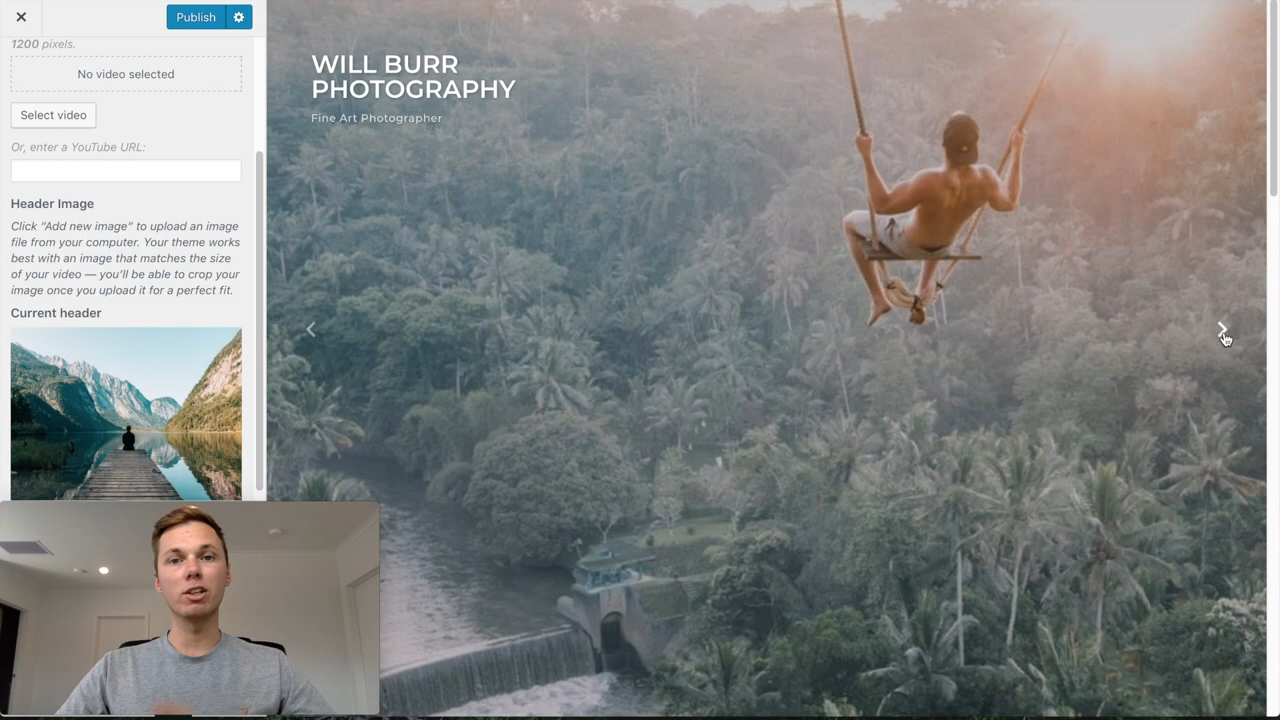 Publish
1200 pixels.
No video selected
Select video
Or, enter a YouTube URL:
Header Image
Click "Add new image" to upload an image
file from your computer. Your theme works
best with an image that matches the size
of your video — you'll be able to crop your
image once you upload it for a perfect fit.
Current header
WILL BURR
PHOTOGRAPHY
Fine Art Photographer